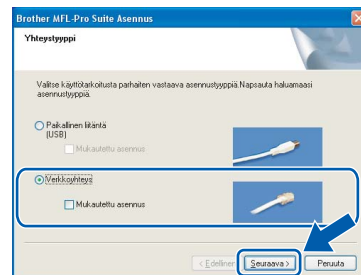 Brother MFL-Pro Suite Asennus
Yhteystyyppi
Valitse käyttötarkoitusta parhaiten vastaava asennustyyppiä. Napsauta haluamaasi
asennustyyppiä.
Paikallinen liitäntä
(USB)
Mukautettu asennus
Verkkoyhteys
Mukautettu asennus
< Edellinen
Seuraava >
Peruuta